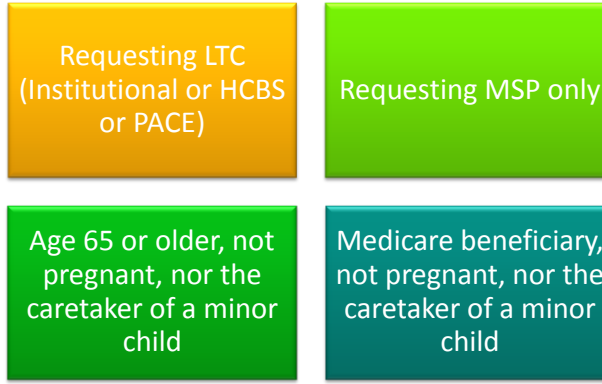 Requesting LTC
(Institutional or HCBS
or PACE)
Requesting MSP only
Age 65 or older, not
pregnant, nor the
caretaker of a minor
child
Medicare beneficiary,
not pregnant, nor the
caretaker of a minor
child